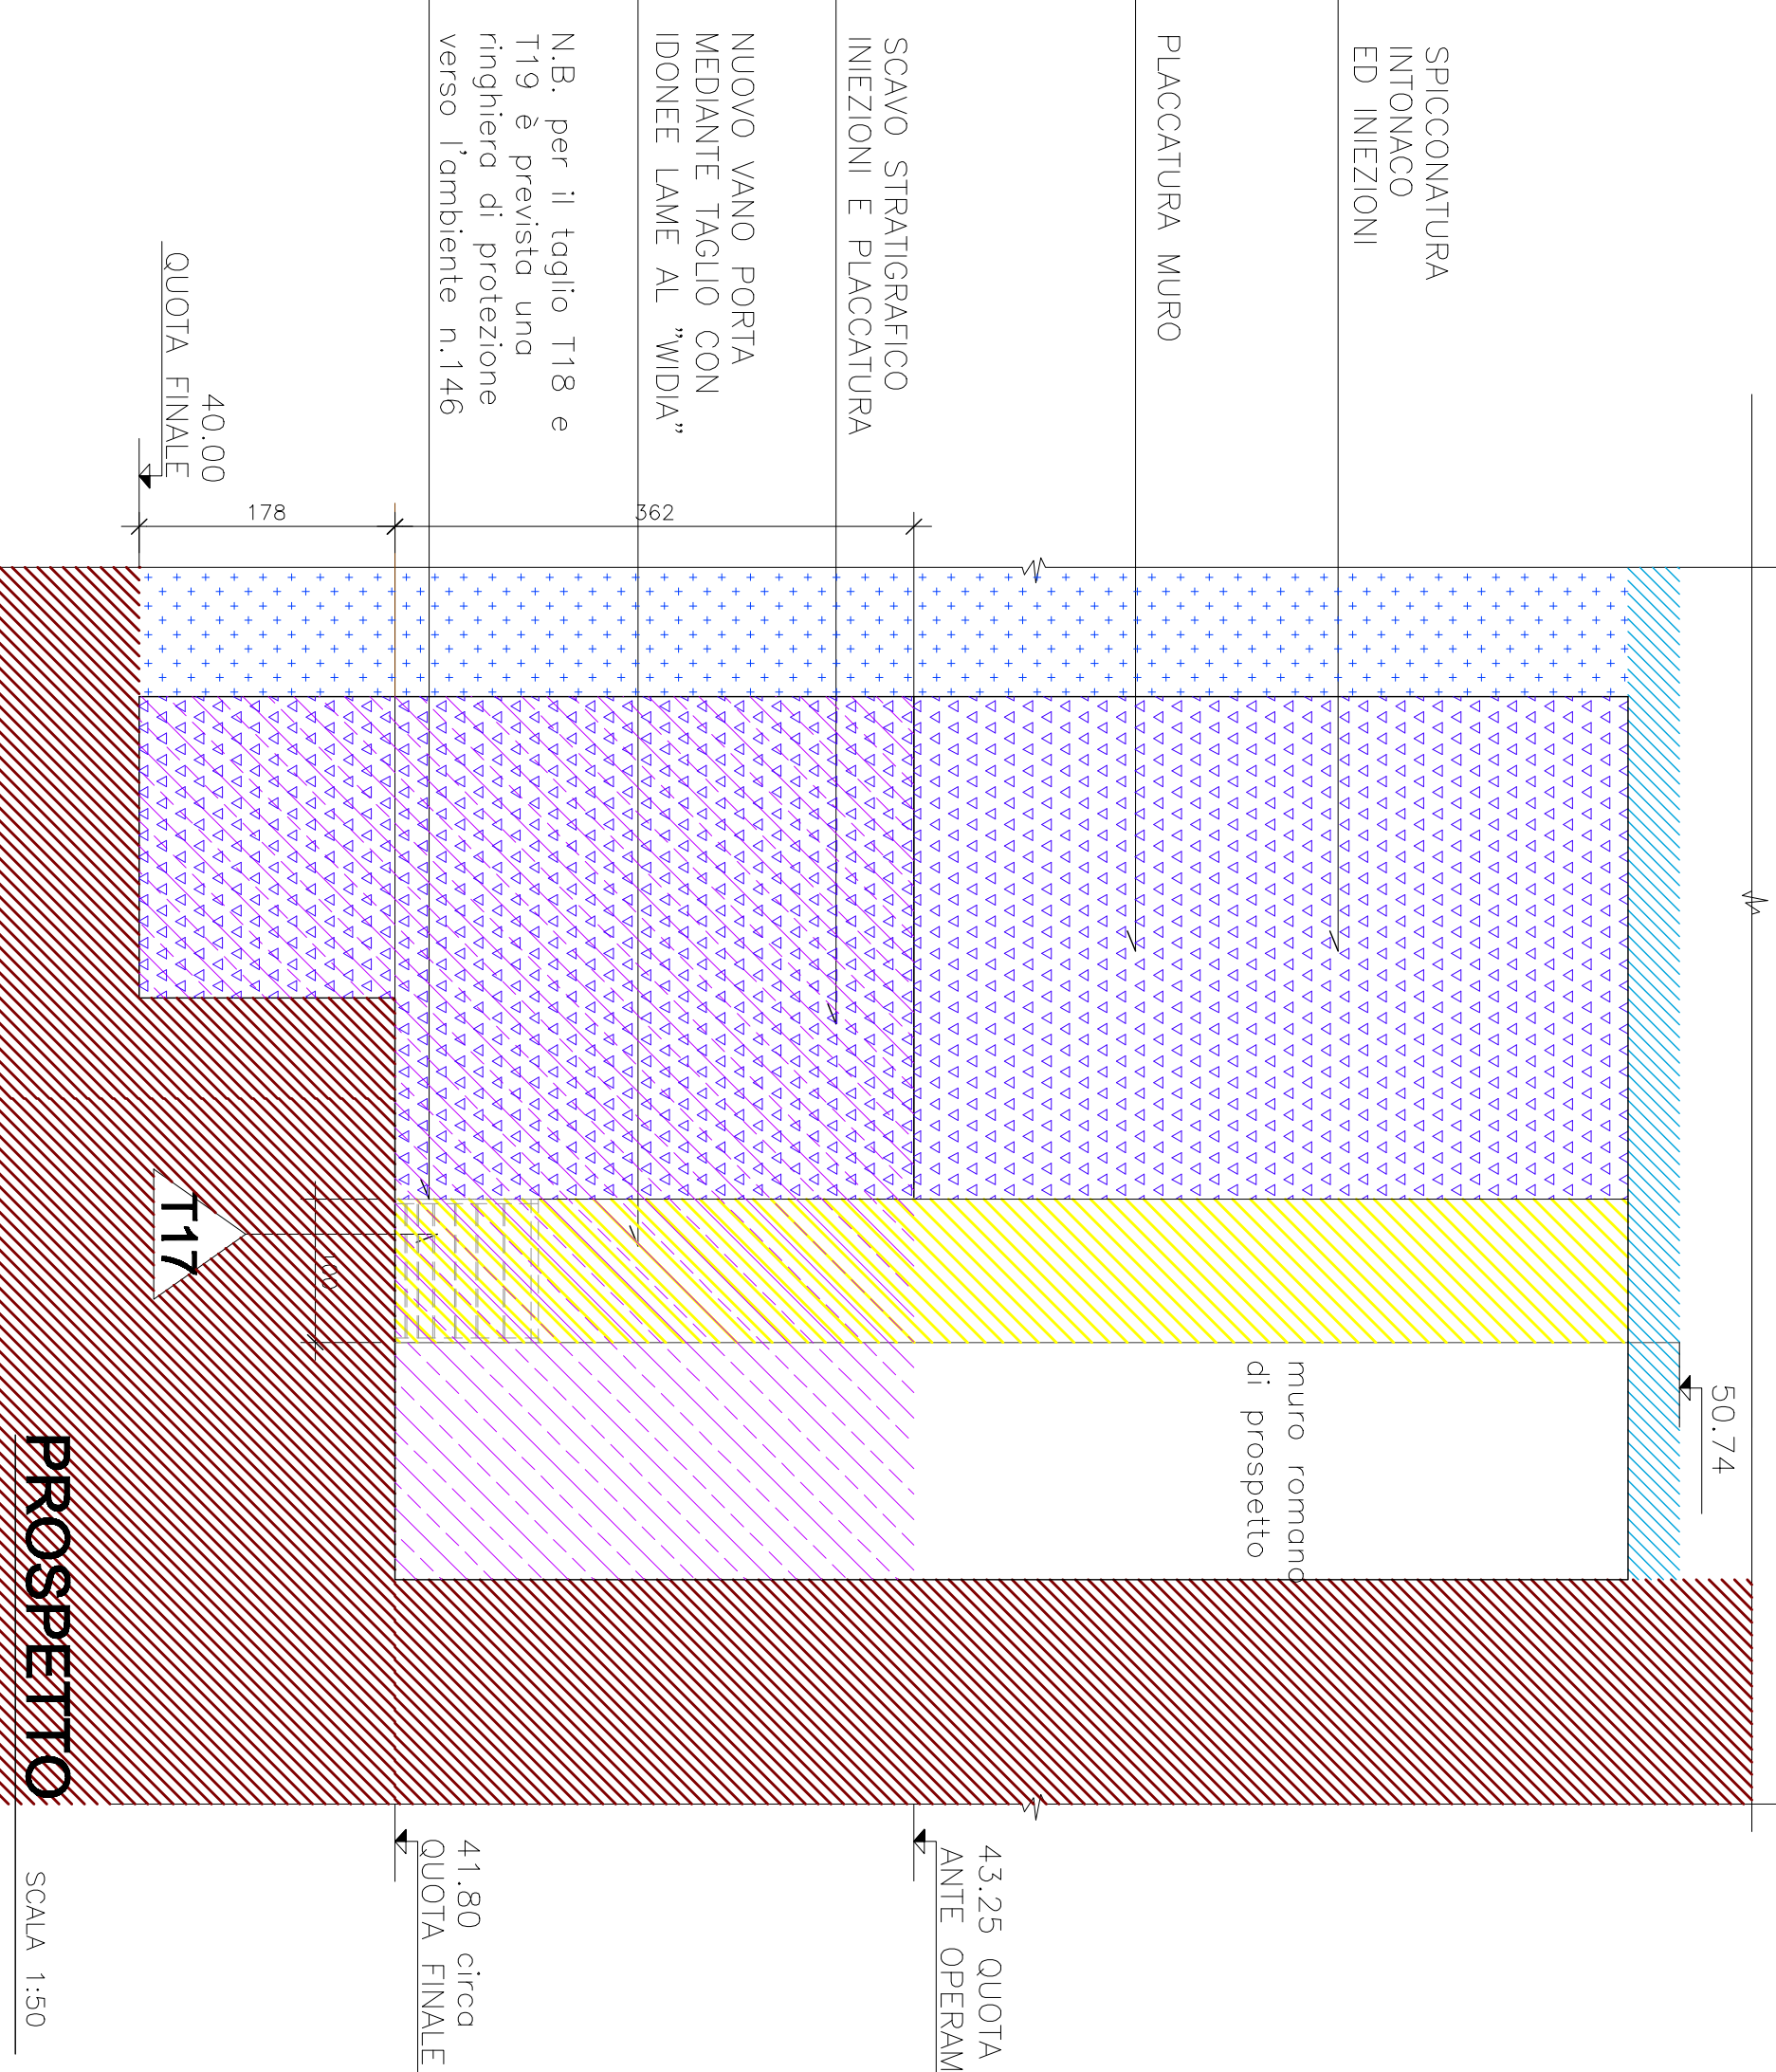 SPICCONATURA
INTONACO
ED INIEZIONI
PLACCATURA MURO
SCAVO STRATIGRAFICO
INIEZIONI E PLACCATURA
NUOVO VANO PORTA
MEDIANTE TAGLIO CON
IDONEE LAME AL "WIDIA"
N.B. per il taglio T18 e
T19 è prevista una
ringhiera di protezione
verso l'ambiente n.146
40.00
QUOTA FINALE
178
362
50.74
muro romano
di prospetto
T17
100
43.25 QUOTA
ANTE OPERAM
41.80 circa
QUOTA FINALE
PROSPETTO
SCALA 1:50